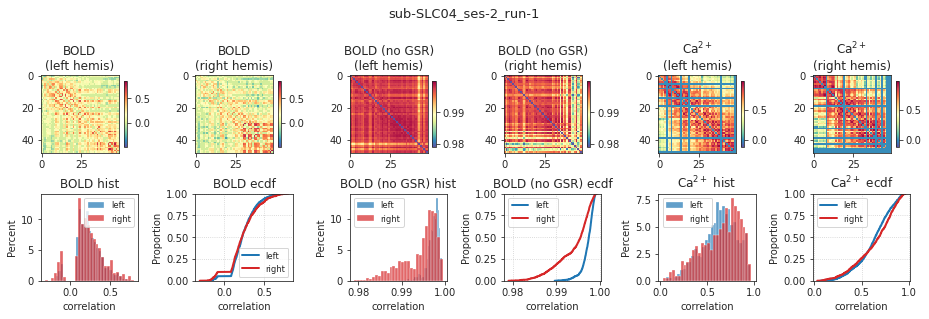 sub-SLC04_ses-2_run-1
BOLD
(left hemis)
BOLD
(right hemis)
BOLD (no GSR)
(left hemis)
BOLD (no GSR)
(right hemis)
Ca²⁺
(left hemis)
Ca²⁺
(right hemis)
0
20
40
0
25
0.5
0.0
0
20
40
0
25
0.5
0.0
0
20
40
0
25
0.99
0.98
0
20
40
0
25
0.99
0.98
0
20
40
0
25
0.5
0.0
0
20
40
0
25
0.5
0.0
BOLD hist
Percent
10
5
0
0.0
0.5
correlation
left
right
BOLD ecdf
Proportion
1.00
0.75
0.50
0.25
0.00
0.0
0.5
correlation
left
right
BOLD (no GSR) hist
Percent
10
5
0
0.98
0.99
1.00
correlation
left
right
BOLD (no GSR) ecdf
Proportion
1.00
0.75
0.50
0.25
0.00
0.98
0.99
1.00
correlation
left
right
Ca²⁺ hist
Percent
7.5
5.0
2.5
0.0
0.0
0.5
1.0
correlation
left
right
Ca²⁺ ecdf
Proportion
1.00
0.75
0.50
0.25
0.00
0.0
0.5
1.0
correlation
left
right